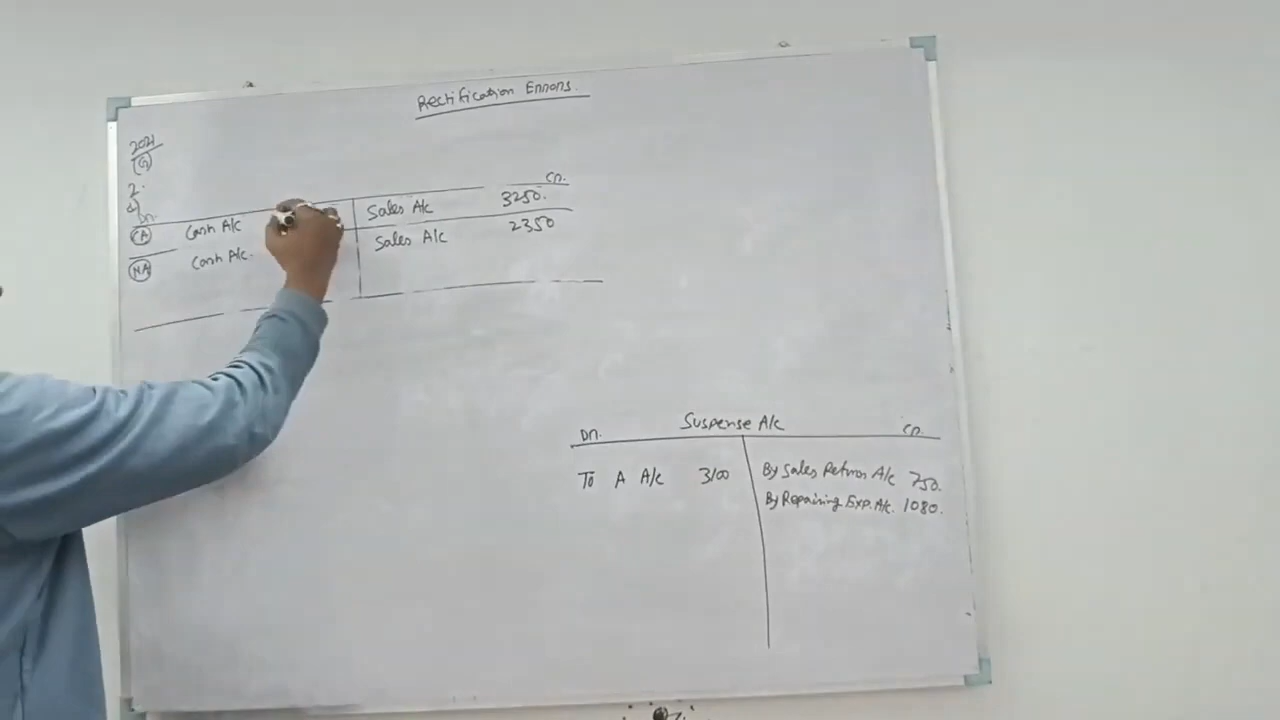 Rectification Errors.
2021
(G)
2.
Dr. Cr.
CA Cash A/c Sales A/c 3250.
NA Cash A/c. Sales A/c 2350
Suspense A/c
Dr. Cr.
To A A/c 3100 By Sales Return A/c 750.
By Repairing Exp. A/c. 1080.